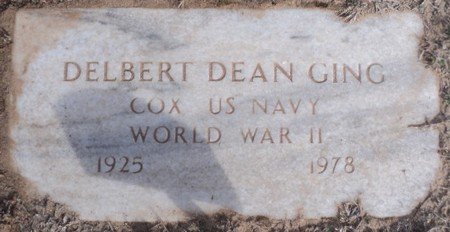 DELBERT DEAN GING
COX US NAVY
WORLD WAR II
1925 1978